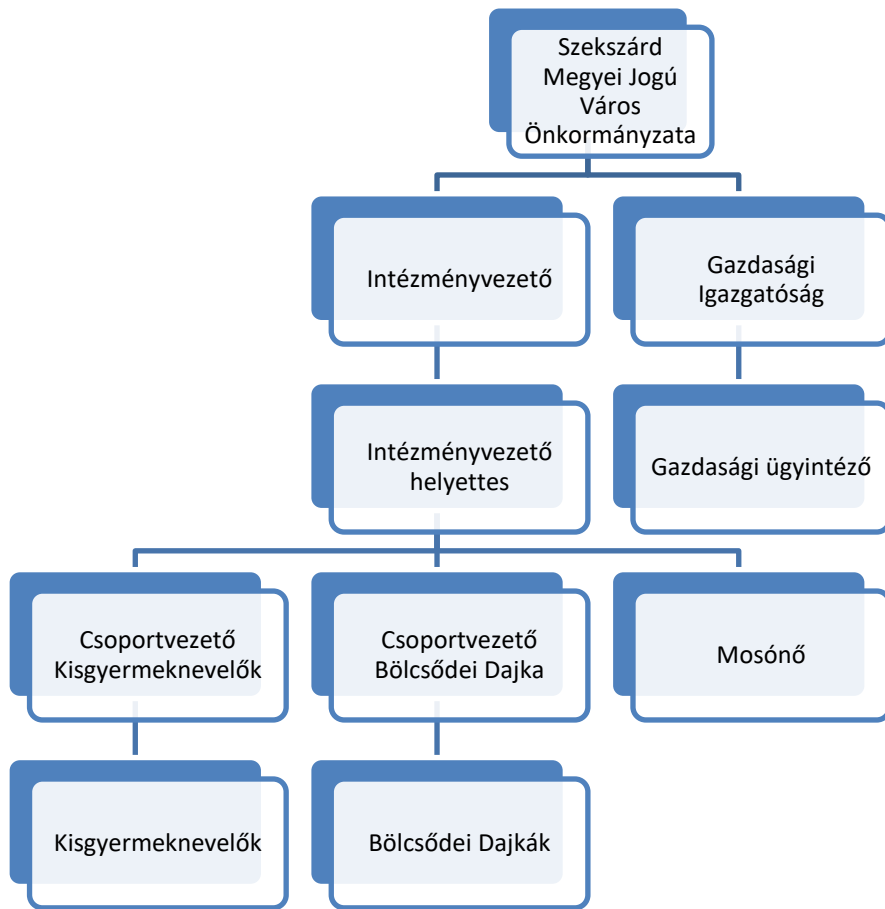 Szekszárd
Megyei Jogú
Város
Önkormányzata
Intézményvezető
Gazdasági
Igazgatóság
Intézményvezető
helyettes
Gazdasági ügyintéző
Csoportvezető
Kisgyermeknevelők
Csoportvezető
Bölcsődei Dajka
Mosónő
Kisgyermeknevelők
Bölcsődei Dajkák